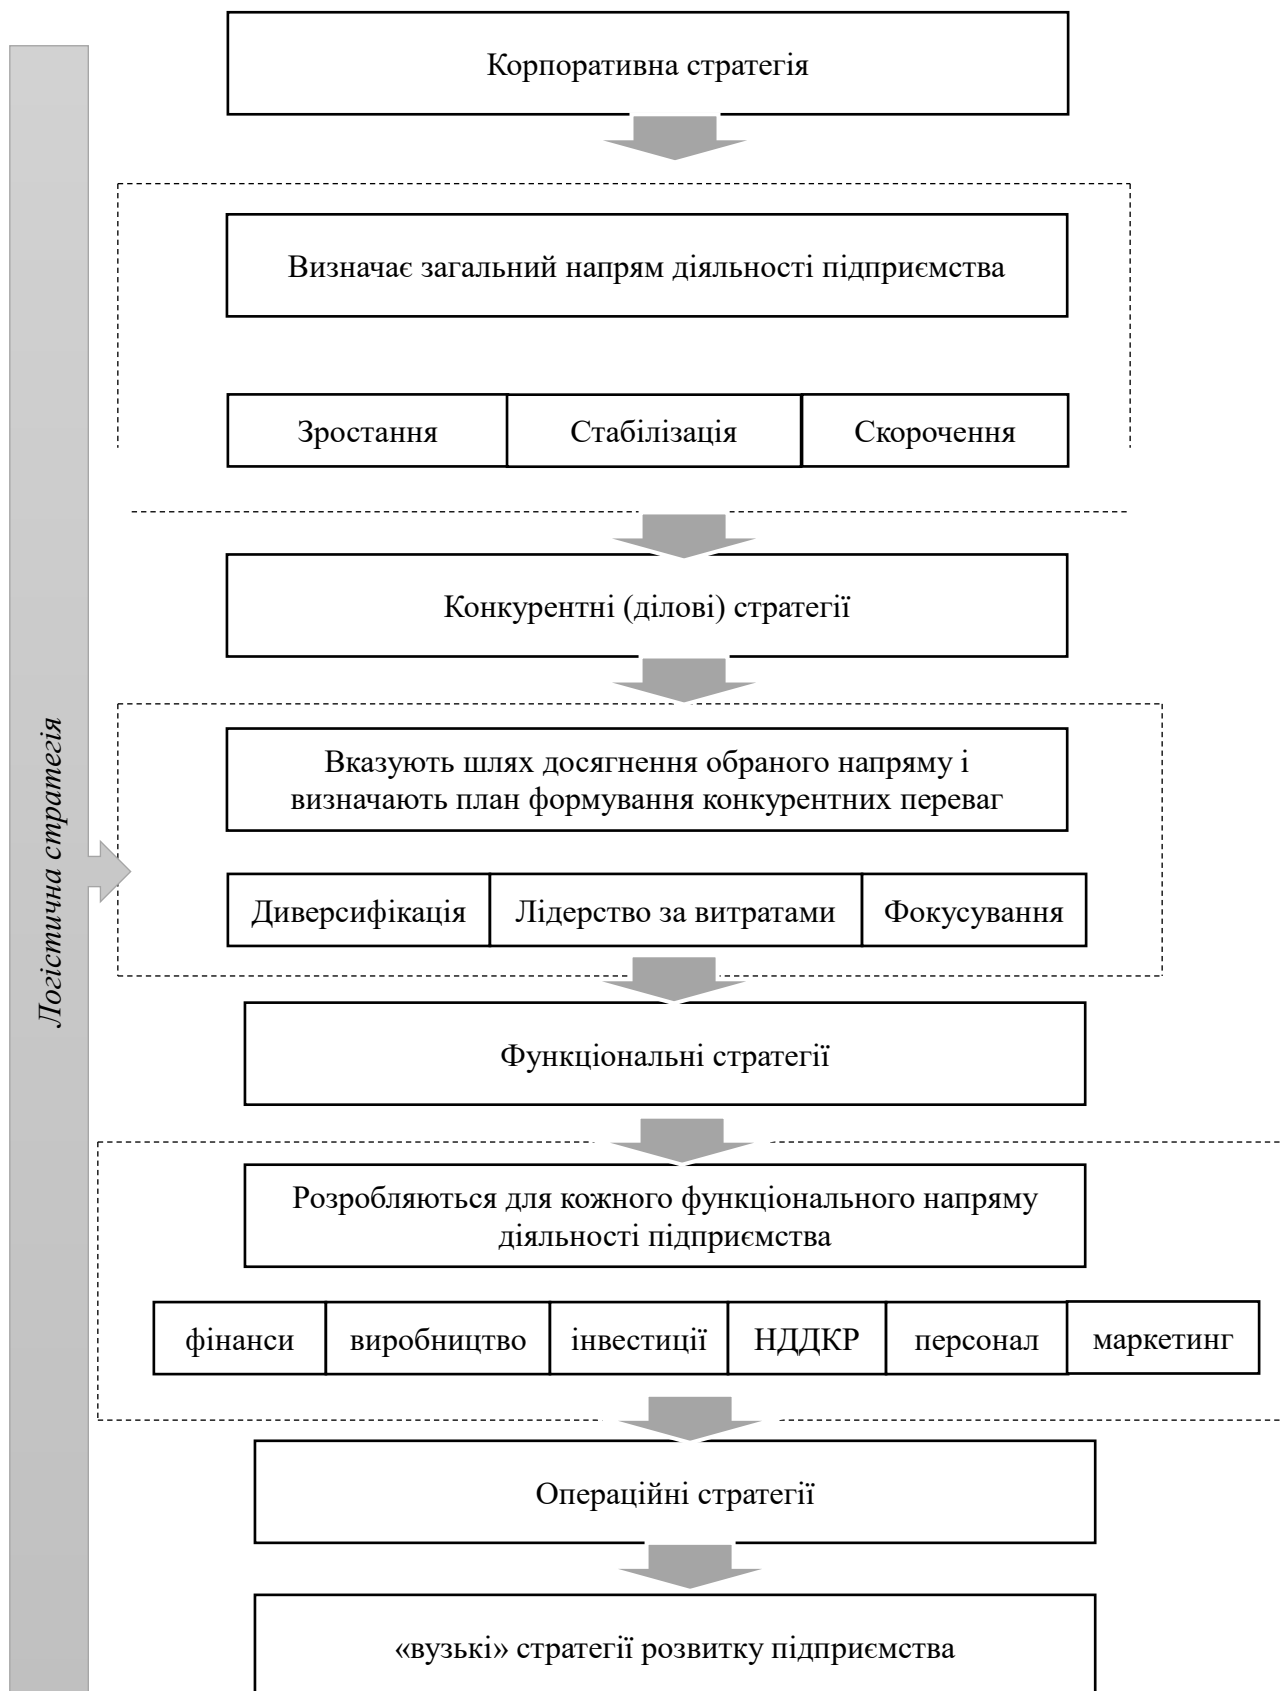 Корпоративна стратегія
Визначає загальний напрям діяльності підприємства
Зростання
Стабілізація
Скорочення
Конкурентні (ділові) стратегії
Вказують шлях досягнення обраного напряму і
визначають план формування конкурентних переваг
Логістична стратегія
Диверсифікація
Лідерство за витратами
Фокусування
Функціональні стратегії
Розробляються для кожного функціонального напряму
діяльності підприємства
фінанси
виробництво
інвестиції
НДДКР
персонал
маркетинг
Операційні стратегії
«вузькі» стратегії розвитку підприємства